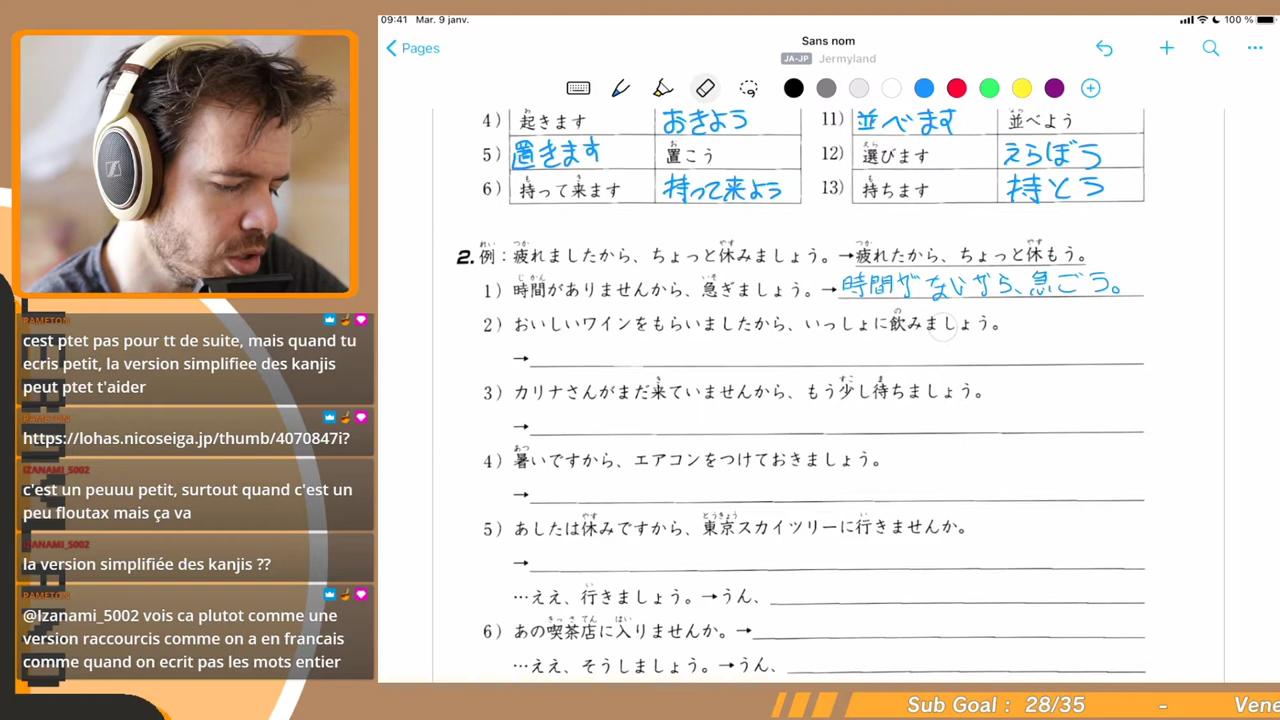 09:41 Mar. 9 janv.
100 %
Pages
Sans nom
JA-JP Jermyland
4) 起きます おきよう
11) 並べます 並べよう
5) 置きます 置こう
12) 選びます えらぼう
6) 持って来ます 持って来よう
13) 持ちます 持とう
2. 例：疲れましたから、ちょっと休みましょう。→疲れたから、ちょっと休もう。
1) 時間がありませんから、急ぎましょう。→時間がないがら、急ごう。
2) おいしいワインをもらいましたから、いっしょに飲みましょう。
→
3) カリナさんがまだ来ていませんから、もう少し待ちましょう。
→
4) 暑いですから、エアコンをつけておきましょう。
→
5) あしたは休みですから、東京スカイツリーに行きませんか。
→
…ええ、行きましょう。→うん、
6) あの喫茶店に入りませんか。→
…ええ、そうしましょう。→うん、
PAMETON
cest ptet pas pour tt de suite, mais quand tu
ecris petit, la version simplifiee des kanjis
peut ptet t'aider
PAMETON
https://lohas.nicoseiga.jp/thumb/4070847i?
IZANAMI_5002
c'est un peuuu petit, surtout quand c'est un
peu floutax mais ça va
IZANAMI_5002
la version simplifiée des kanjis ??
PAMETON
@Izanami_5002 vois ca plutot comme une
version raccourcis comme on a en francais
comme quand on ecrit pas les mots entier
Sub Goal : 28/35 - Vene